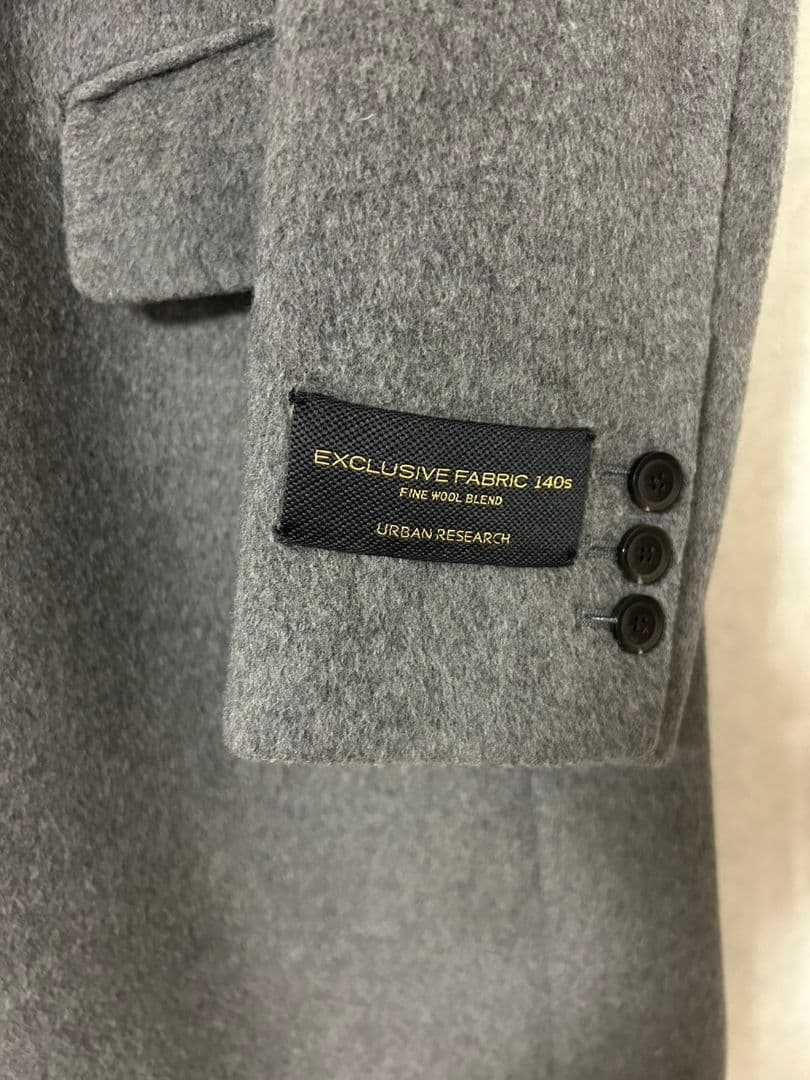 EXCLUSIVE FABRIC 140s
FINE WOOL BLEND
URBAN RESEARCH